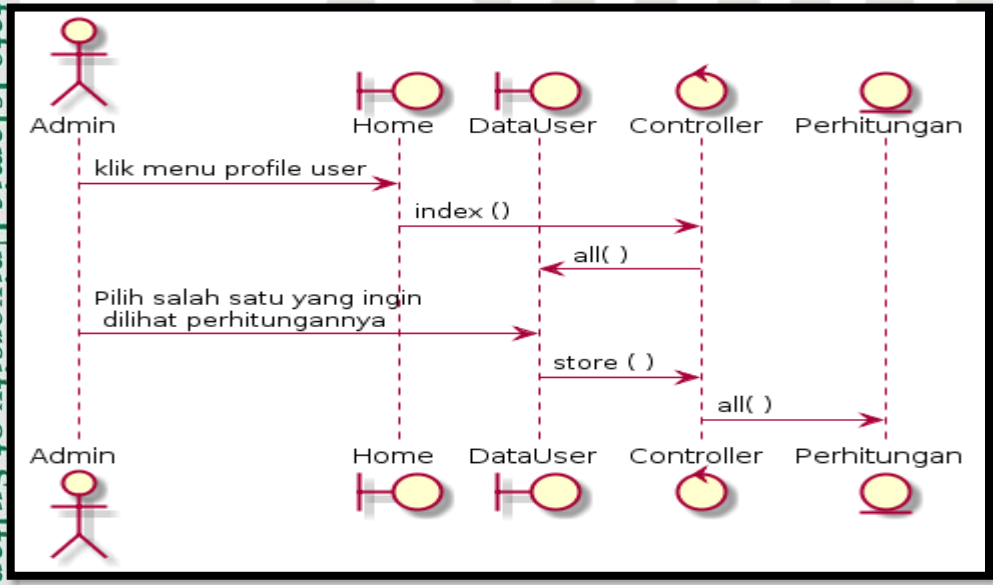 Admin
Home
DataUser
Controller
Perhitungan
klik menu profile user
index ()
all( )
Pilih salah satu yang ingin
dilihat perhitungannya
store ( )
all( )
Admin
Home
DataUser
Controller
Perhitungan